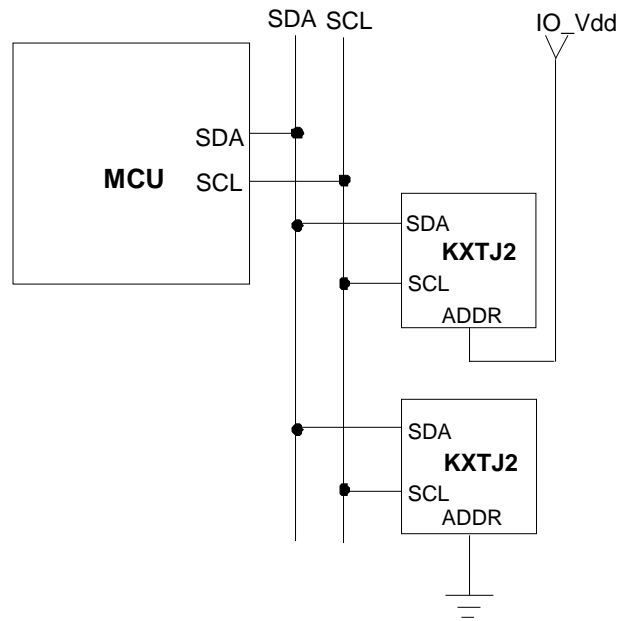 SDA SCL
IO_Vdd
SDA
MCU
SCL
SDA
KXTJ2
SCL
ADDR
SDA
KXTJ2
SCL
ADDR